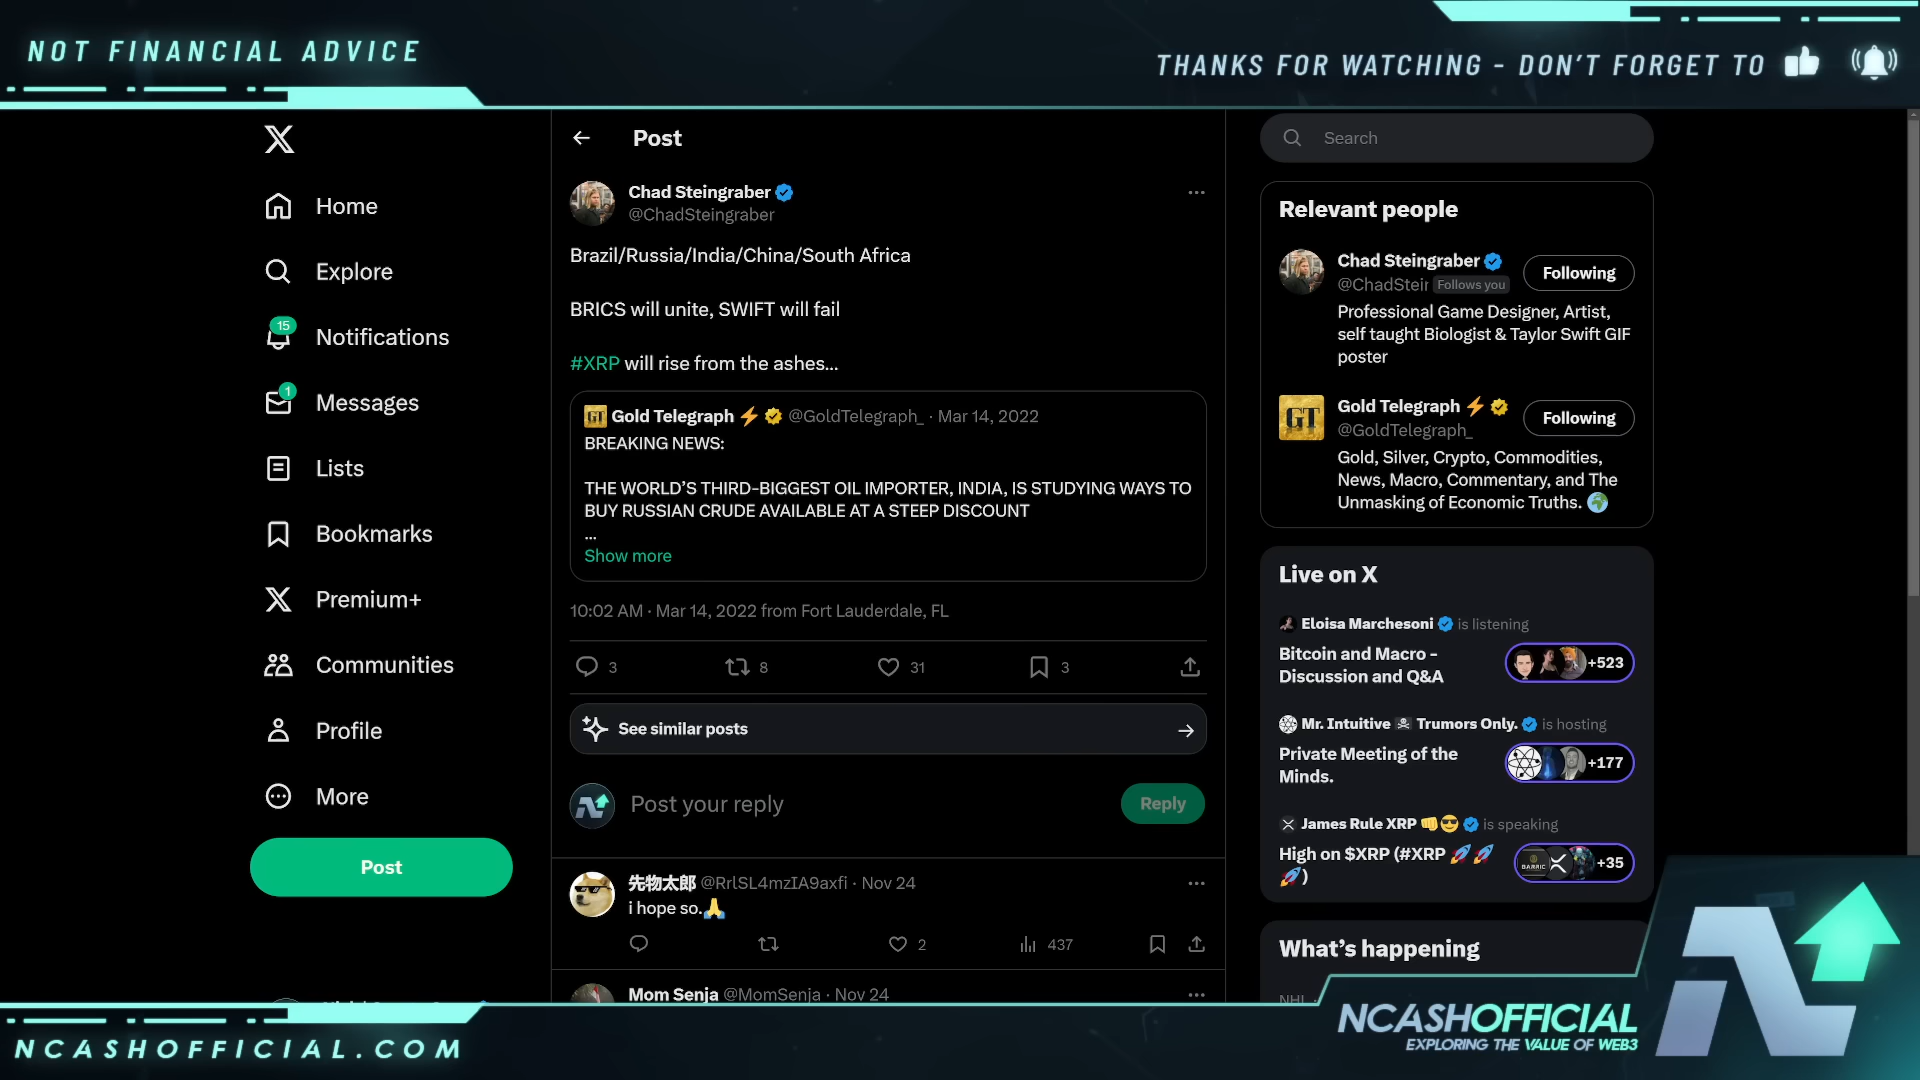 NOT FINANCIAL ADVICE
THANKS FOR WATCHING - DON'T FORGET TO
Home
Explore
15
Notifications
1
Messages
Lists
Bookmarks
Premium+
Communities
Profile
More
Post
Post
Chad Steingraber
@ChadSteingraber
Brazil/Russia/India/China/South Africa
BRICS will unite, SWIFT will fail
#XRP will rise from the ashes...
GT Gold Telegraph ⚡ @GoldTelegraph_ · Mar 14, 2022
BREAKING NEWS:
THE WORLD'S THIRD-BIGGEST OIL IMPORTER, INDIA, IS STUDYING WAYS TO
BUY RUSSIAN CRUDE AVAILABLE AT A STEEP DISCOUNT
...
Show more
10:02 AM · Mar 14, 2022 from Fort Lauderdale, FL
3 8 31 3
See similar posts
Post your reply
Reply
先物太郎 @RrlSL4mzIA9axfi · Nov 24
i hope so.🙏
2 437
Mom Senja @MomSenja · Nov 24
Search
Relevant people
Chad Steingraber
@ChadSteir Follows you
Following
Professional Game Designer, Artist,
self taught Biologist & Taylor Swift GIF
poster
GT
Gold Telegraph ⚡
@GoldTelegraph_
Following
Gold, Silver, Crypto, Commodities,
News, Macro, Commentary, and The
Unmasking of Economic Truths. 🌍
Live on X
Eloisa Marchesoni is listening
Bitcoin and Macro -
Discussion and Q&A
+523
Mr. Intuitive ☠ Trumors Only. is hosting
Private Meeting of the
Minds.
+177
James Rule XRP 👊😎 is speaking
High on $XRP (#XRP 🚀🚀
🚀)
BARRIC
+35
What's happening
NHL ·
NCASHOFFICIAL.COM
NCASHOFFICIAL
EXPLORING THE VALUE OF WEB3